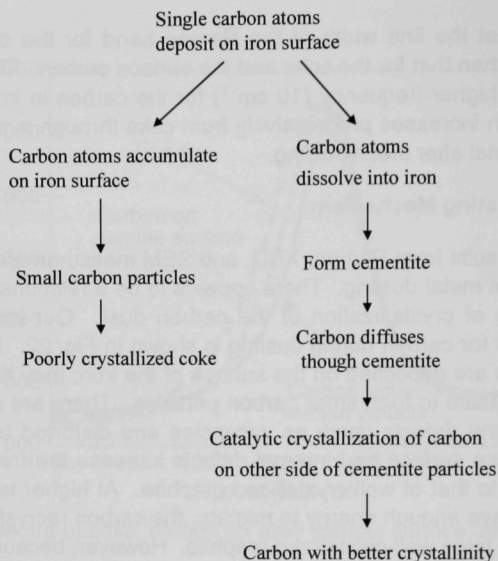 Single carbon atoms
deposit on iron surface
Carbon atoms accumulate
on iron surface
Small carbon particles
Poorly crystallized coke
Carbon atoms
dissolve into iron
Form cementite
Carbon diffuses
though cementite
Catalytic crystallization of carbon
on other side of cementite particles
Carbon with better crystallinity